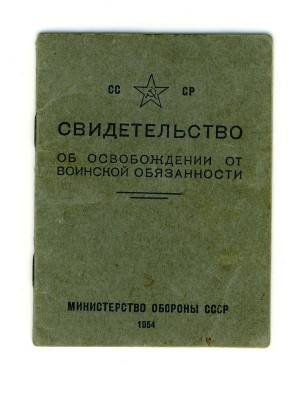 СС СР
СВИДЕТЕЛЬСТВО
ОБ ОСВОБОЖДЕНИИ ОТ
ВОИНСКОЙ ОБЯЗАННОСТИ
МИНИСТЕРСТВО ОБОРОНЫ СССР
1954